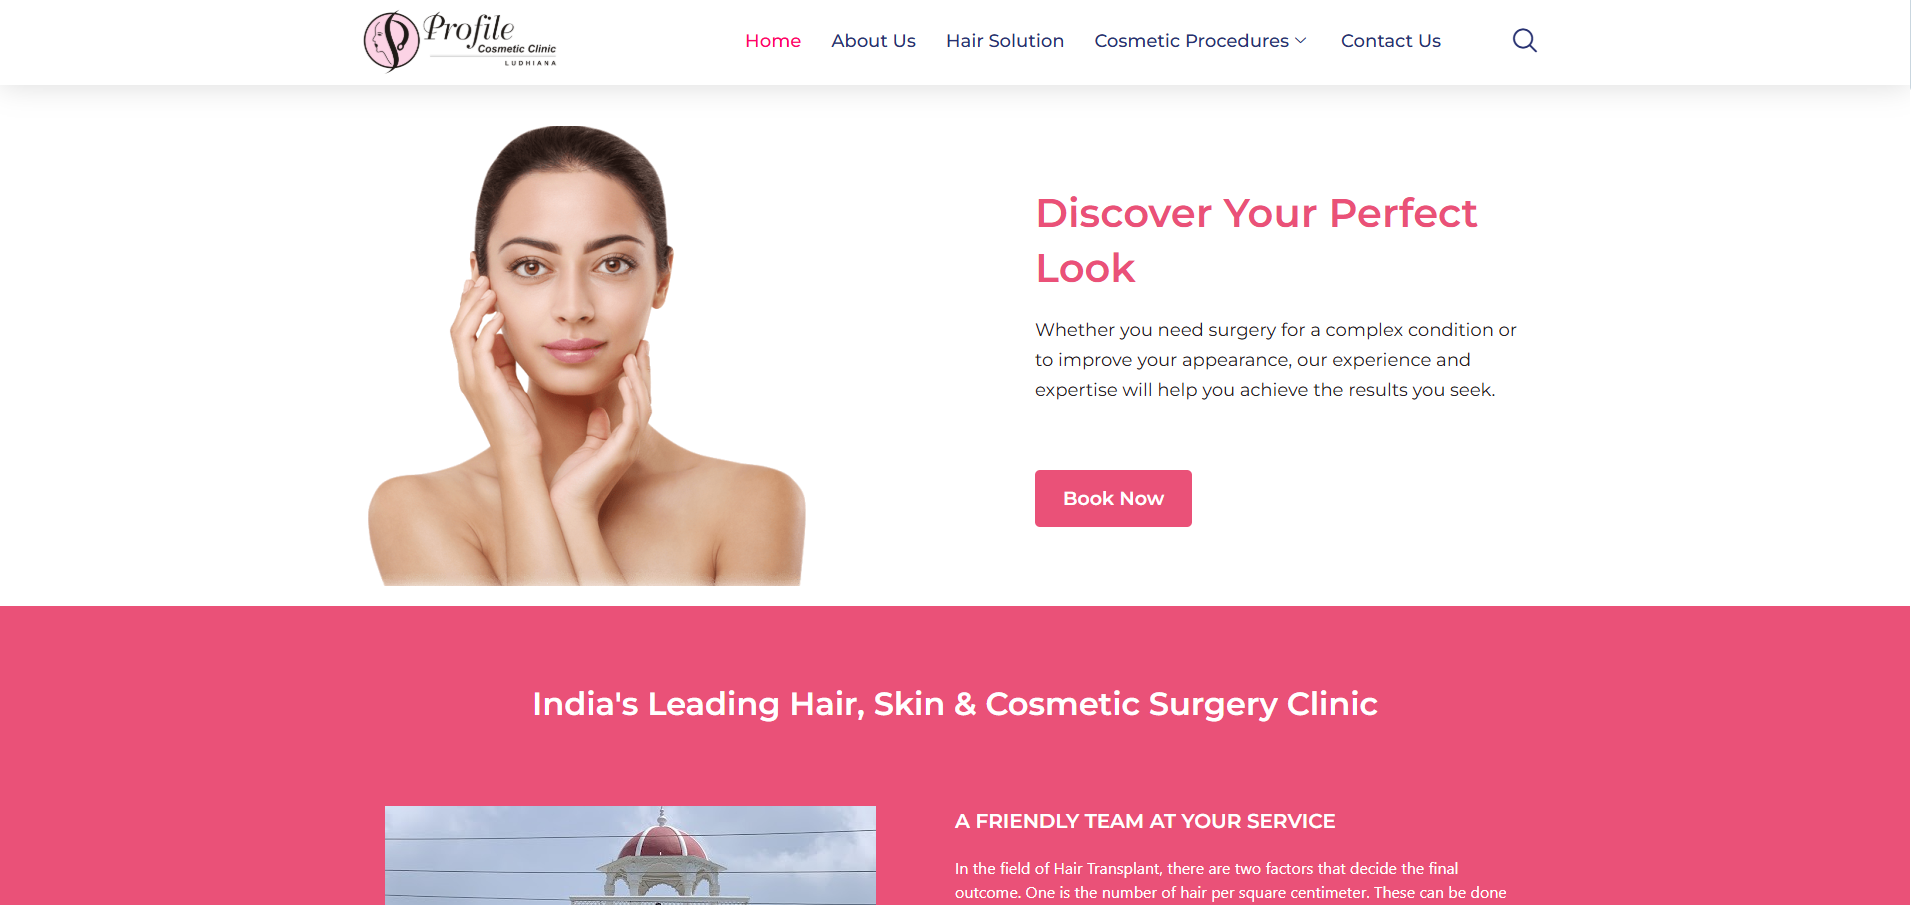 Profile
Cosmetic Clinic
LUDHIANA
Home
About Us
Hair Solution
Cosmetic Procedures
Contact Us
Discover Your Perfect
Look
Whether you need surgery for a complex condition or
to improve your appearance, our experience and
expertise will help you achieve the results you seek.
Book Now
India's Leading Hair, Skin & Cosmetic Surgery Clinic
A FRIENDLY TEAM AT YOUR SERVICE
In the field of Hair Transplant, there are two factors that decide the final
outcome. One is the number of hair per square centimeter. These can be done